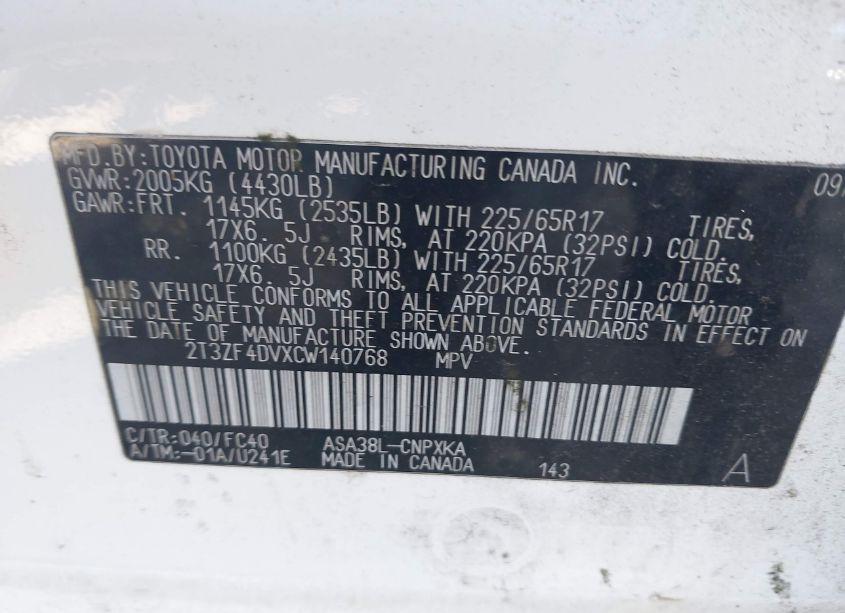 MFD.BY:TOYOTA MOTOR MANUFACTURING CANADA INC. 09/
GVWR:2005KG (4430LB)
GAWR:FRT. 1145KG (2535LB) WITH 225/65R17 TIRES,
17X6. 5J RIMS, AT 220KPA (32PSI) COLD.
RR. 1100KG (2435LB) WITH 225/65R17 TIRES,
17X6. 5J RIMS, AT 220KPA (32PSI) COLD.
THIS VEHICLE CONFORMS TO ALL APPLICABLE FEDERAL MOTOR
VEHICLE SAFETY AND THEFT PREVENTION STANDARDS IN EFFECT ON
THE DATE OF MANUFACTURE SHOWN ABOVE.
2T3ZF4DVXCW140768 MPV
C/TR:040/FC40 ASA38L-CNPXKA
A/TM:-01A/U241E MADE IN CANADA 143 A